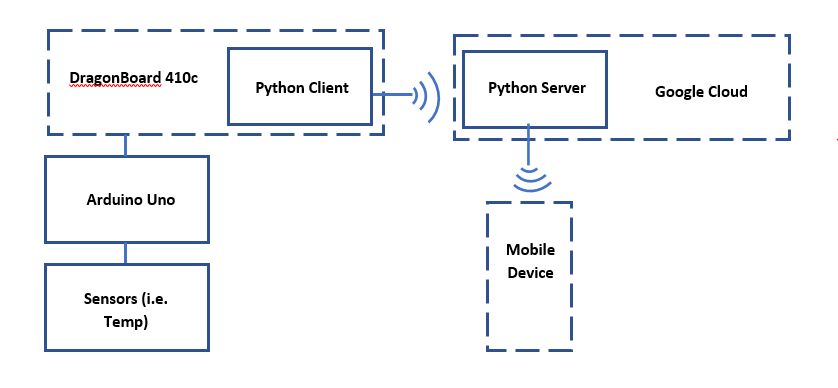 DragonBoard 410c
Python Client
Python Server
Google Cloud
Arduino Uno
Sensors (i.e.
Temp)
Mobile
Device